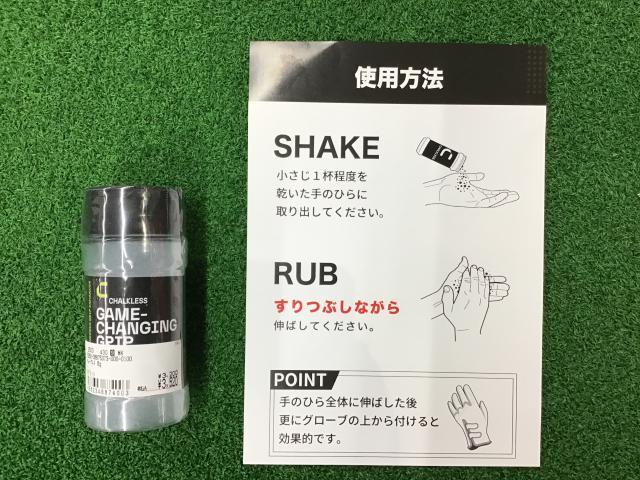 CHALKLESS
GAME-
CHANGING
GRIP
使用方法
SHAKE
小さじ1杯程度を
乾いた手のひらに
取り出してください。
RUB
すりつぶしながら
伸ばしてください。
POINT
手のひら全体に伸ばした後
更にグローブの上から付けると
効果的です。